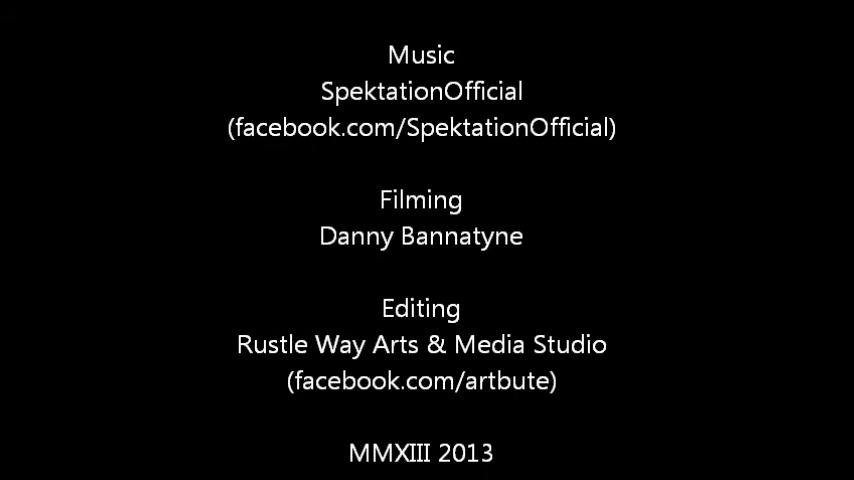 Music
SpektationOfficial
(facebook.com/SpektationOfficial)
Filming
Danny Bannatyne
Editing
Rustle Way Arts & Media Studio
(facebook.com/artbute)
MMXIII 2013